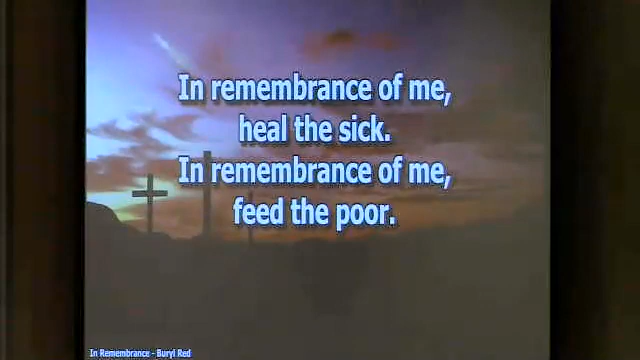 In remembrance of me,
heal the sick.
In remembrance of me,
feed the poor.
In Remembrance - Buryl Red